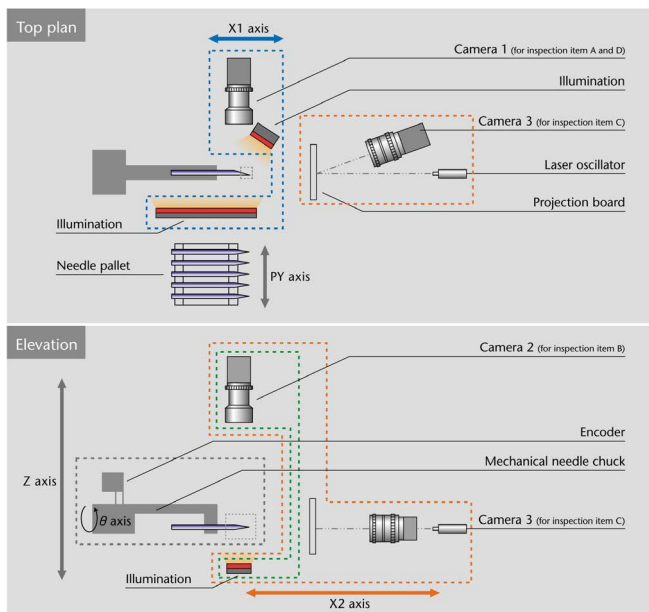 Top plan
X1 axis
Camera 1 (for inspection item A and D)
Illumination
Camera 3 (for inspection item C)
Laser oscillator
Projection board
Illumination
Needle pallet
PY axis
Elevation
Camera 2 (for inspection item B)
Z axis
Encoder
Mechanical needle chuck
θ axis
Camera 3 (for inspection item C)
Illumination
X2 axis